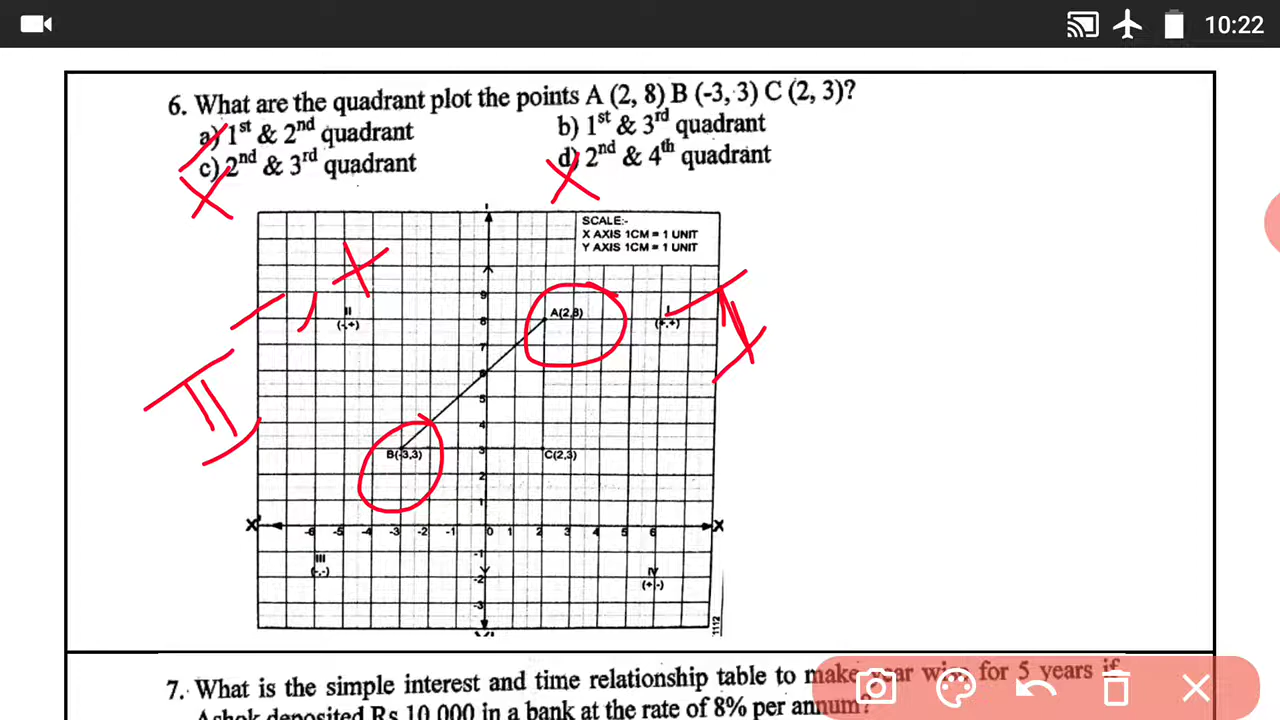 10:22
6. What are the quadrant plot the points A (2, 8) B (-3, 3) C (2, 3)?
a) 1st & 2nd quadrant b) 1st & 3rd quadrant
c) 2nd & 3rd quadrant d) 2nd & 4th quadrant
SCALE:-
X AXIS 1CM = 1 UNIT
Y AXIS 1CM = 1 UNIT
9
II
A(2,8)
I
(-,+)
8
(+,+)
7
6
5
II
4
B(-3,3)
3
C(2,3)
2
1
X' -6 -5 -4 -3 -2 -1 0 1 2 3 4 5 6 X
-1
III
(-,-)
-2
IV
(+,-)
-3
1112
7. What is the simple interest and time relationship table to make year wise for 5 years if
Ashok deposited Rs 10,000 in a bank at the rate of 8% per annum?